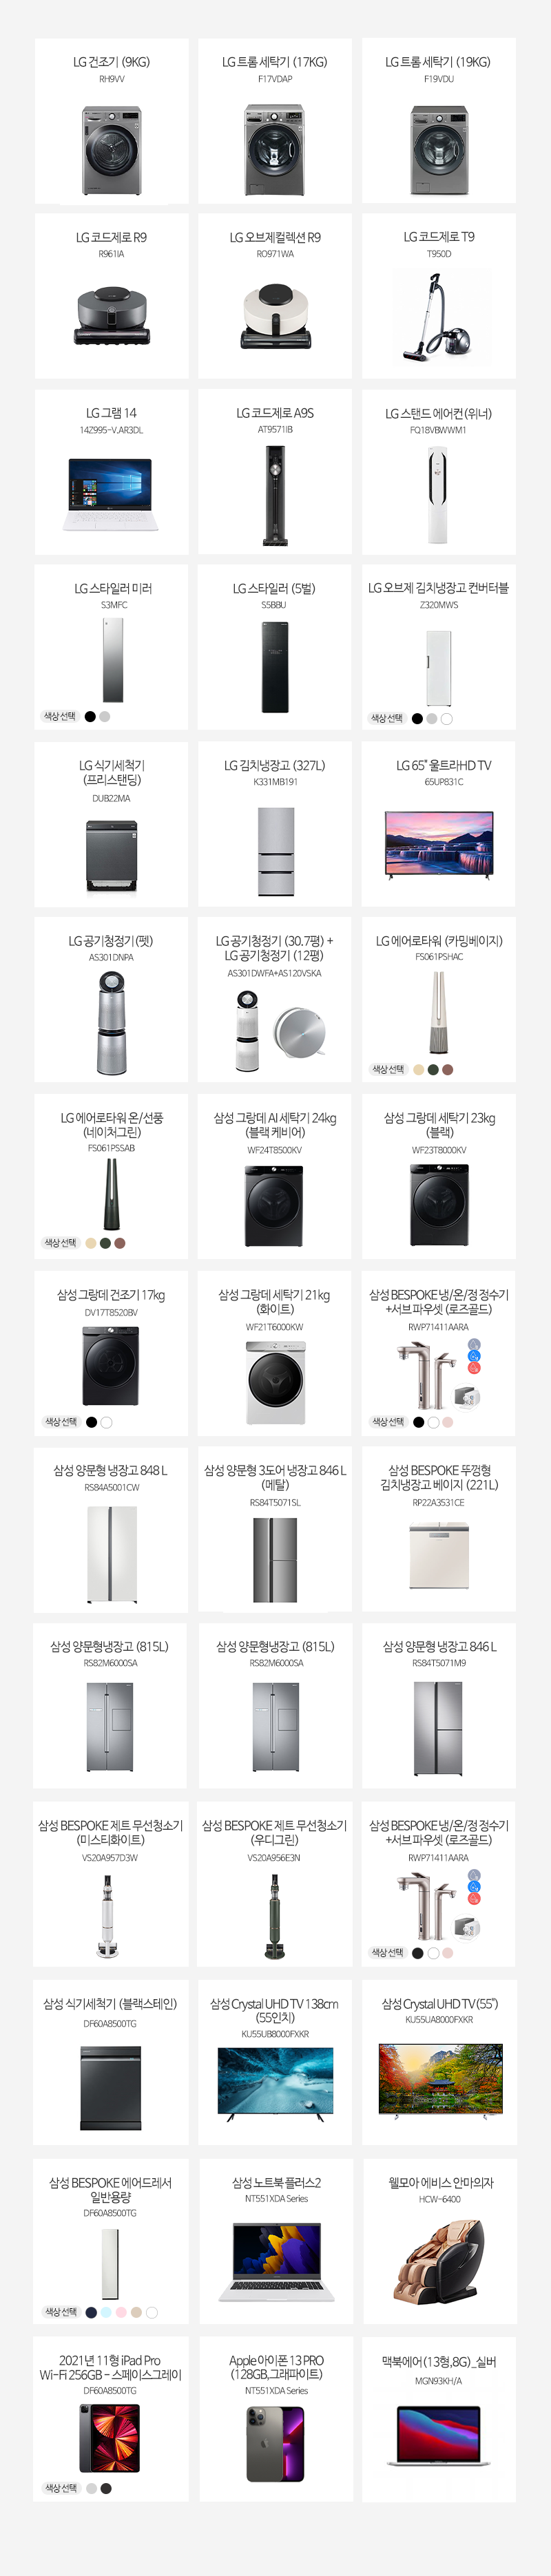 LG 건조기 (9KG)
RH9VV
LG 트롬 세탁기 (17KG)
F17VDAP
LG 트롬 세탁기 (19KG)
F19VDU
LG 코드제로 R9
R961IA
LG 오브제컬렉션 R9
RO971WA
LG 코드제로 T9
T950D
LG 그램 14
14Z995-V.AR3DL
LG 코드제로 A9S
AT9571IB
LG 스탠드 에어컨(위너)
FQ18VBWWM1
LG 스타일러 미러
S3MFC
색상 선택
LG 스타일러 (5벌)
S5BBU
LG 오브제 김치냉장고 컨버터블
Z320MWS
색상 선택
LG 식기세척기
(프리스탠딩)
DUB22MA
LG 김치냉장고 (327L)
K331MB191
LG 65" 울트라HD TV
65UP831C
LG 공기청정기(펫)
AS301DNPA
LG 공기청정기 (30.7평) +
LG 공기청정기 (12평)
AS301DWFA+AS120VSKA
LG 에어로타워 (카밍베이지)
FS061PSHAC
색상 선택
LG 에어로타워 온/선풍
(네이처그린)
FS061PSSAB
색상 선택
삼성 그랑데 AI 세탁기 24kg
(블랙 케비어)
WF24T8500KV
삼성 그랑데 세탁기 23kg
(블랙)
WF23T8000KV
삼성 그랑데 건조기 17kg
DV17T8520BV
색상 선택
삼성 그랑데 세탁기 21kg
(화이트)
WF21T6000KW
삼성 BESPOKE 냉/온/정 정수기
+서브 파우셋 (로즈골드)
RWP71411AARA
색상 선택
삼성 양문형 냉장고 848 L
RS84A5001CW
삼성 양문형 3도어 냉장고 846 L
(메탈)
RS84T5071SL
삼성 BESPOKE 뚜껑형
김치냉장고 베이지 (221L)
RP22A3531CE
삼성 양문형냉장고 (815L)
RS82M6000SA
삼성 양문형냉장고 (815L)
RS82M6000SA
삼성 양문형 냉장고 846 L
RS84T5071M9
삼성 BESPOKE 제트 무선청소기
(미스티화이트)
VS20A957D3W
삼성 BESPOKE 제트 무선청소기
(우디그린)
VS20A956E3N
삼성 BESPOKE 냉/온/정 정수기
+서브 파우셋 (로즈골드)
RWP71411AARA
색상 선택
삼성 식기세척기 (블랙스테인)
DF60A8500TG
삼성 Crystal UHD TV 138cm
(55인치)
KU55UB8000FXKR
삼성 Crystal UHD TV (55")
KU55UA8000FXKR
삼성 BESPOKE 에어드레서
일반용량
DF60A8500TG
색상 선택
삼성 노트북 플러스2
NT551XDA Series
웰모아 에비스 안마의자
HCW-6400
2021년 11형 iPad Pro
Wi-Fi 256GB - 스페이스그레이
DF60A8500TG
색상 선택
Apple 아이폰 13 PRO
(128GB,그래파이트)
NT551XDA Series
맥북에어(13형,8G)_실버
MGN93KH/A